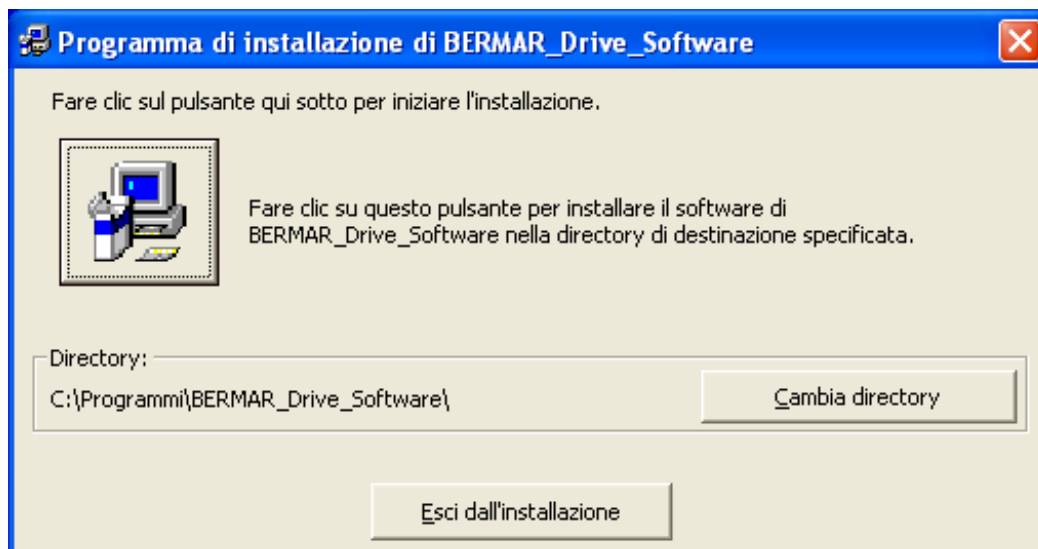 Programma di installazione di BERMAR_Drive_Software
Fare clic sul pulsante qui sotto per iniziare l'installazione.
Fare clic su questo pulsante per installare il software di
BERMAR_Drive_Software nella directory di destinazione specificata.
Directory:
C:\Programmi\BERMAR_Drive_Software\
Cambia directory
Esci dall'installazione